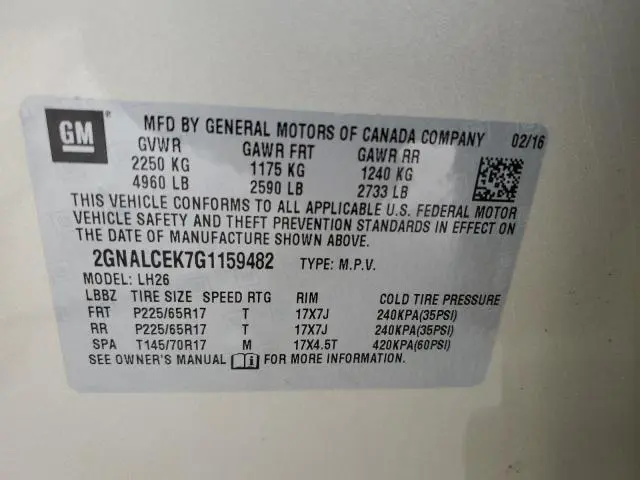 GM ® MFD BY GENERAL MOTORS OF CANADA COMPANY 02/16
GVWR GAWR FRT GAWR RR
2250 KG 1175 KG 1240 KG
4960 LB 2590 LB 2733 LB
THIS VEHICLE CONFORMS TO ALL APPLICABLE U.S. FEDERAL MOTOR
VEHICLE SAFETY AND THEFT PREVENTION STANDARDS IN EFFECT ON
THE DATE OF MANUFACTURE SHOWN ABOVE.
2GNALCEK7G1159482 TYPE: M.P.V.
MODEL: LH26
LBBZ TIRE SIZE SPEED RTG RIM COLD TIRE PRESSURE
FRT P225/65R17 T 17X7J 240KPA(35PSI)
RR P225/65R17 T 17X7J 240KPA(35PSI)
SPA T145/70R17 M 17X4.5T 420KPA(60PSI)
SEE OWNER'S MANUAL FOR MORE INFORMATION.